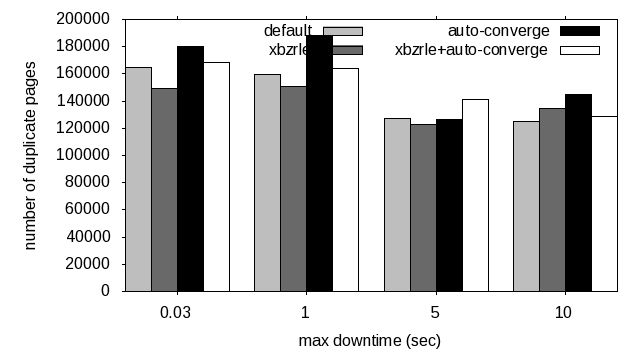 200000
180000
160000
140000
120000
100000
80000
60000
40000
20000
0
number of duplicate pages
default
xbzrle
auto-converge
xbzrle+auto-converge
0.03 1 5 10
max downtime (sec)